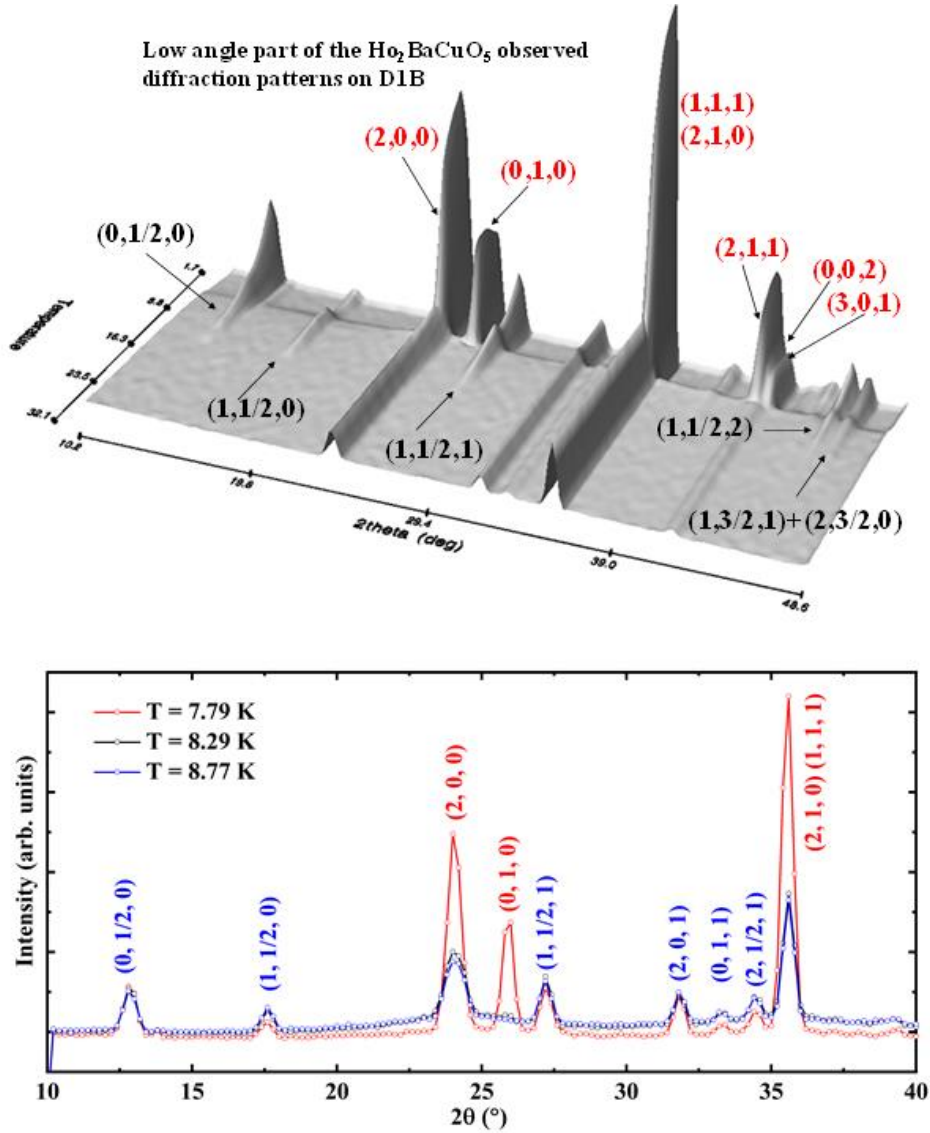 Low angle part of the Ho₂BaCuO₅ observed
diffraction patterns on D1B
(1,1,1)
(2,1,0)
(2,0,0)
(0,1,0)
(0,1/2,0)
(2,1,1)
(0,0,2)
(3,0,1)
1.7
8.8
16.3
23.5
32.1
Temperature
(1,1/2,0)
(1,1/2,1)
(1,1/2,2)
(1,3/2,1)+(2,3/2,0)
10.2
19.8
29.4
39.0
48.6
2theta (deg)
T = 7.79 K
T = 8.29 K
T = 8.77 K
Intensity (arb. units)
(0, 1/2, 0)
(1, 1/2, 0)
(2, 0, 0)
(0, 1, 0)
(1, 1/2, 1)
(2, 0, 1)
(0, 1, 1)
(2, 1/2, 1)
(2, 1, 0) (1, 1, 1)
10 15 20 25 30 35 40
2θ (°)